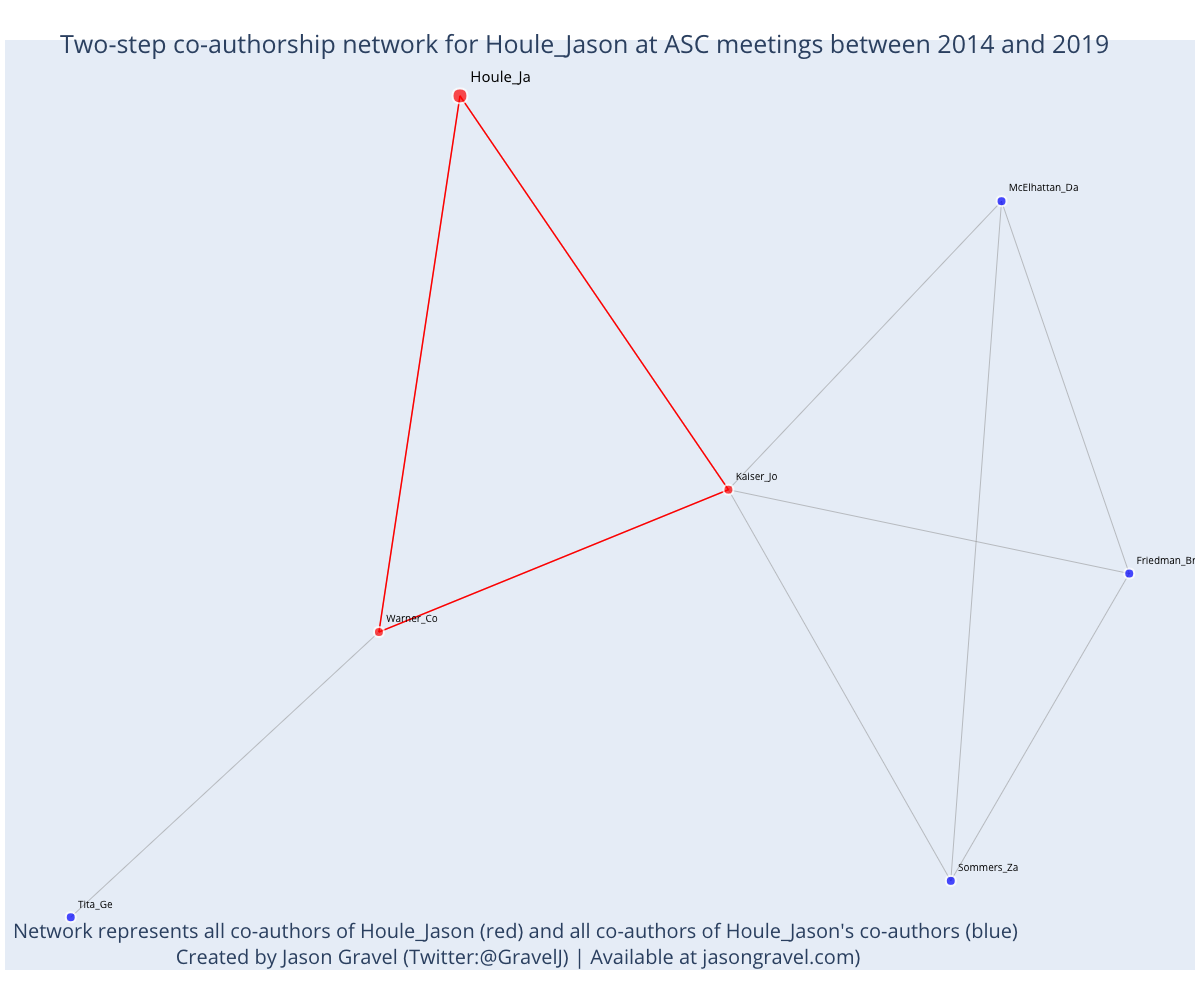 Two-step co-authorship network for Houle_Jason at ASC meetings between 2014 and 2019
Houle_Ja
McElhattan_Da
Kaiser_Jo
Friedman_Br
Warner_Co
Sommers_Za
Tita_Ge
Network represents all co-authors of Houle_Jason (red) and all co-authors of Houle_Jason's co-authors (blue)
Created by Jason Gravel (Twitter:@GravelJ) | Available at jasongravel.com)